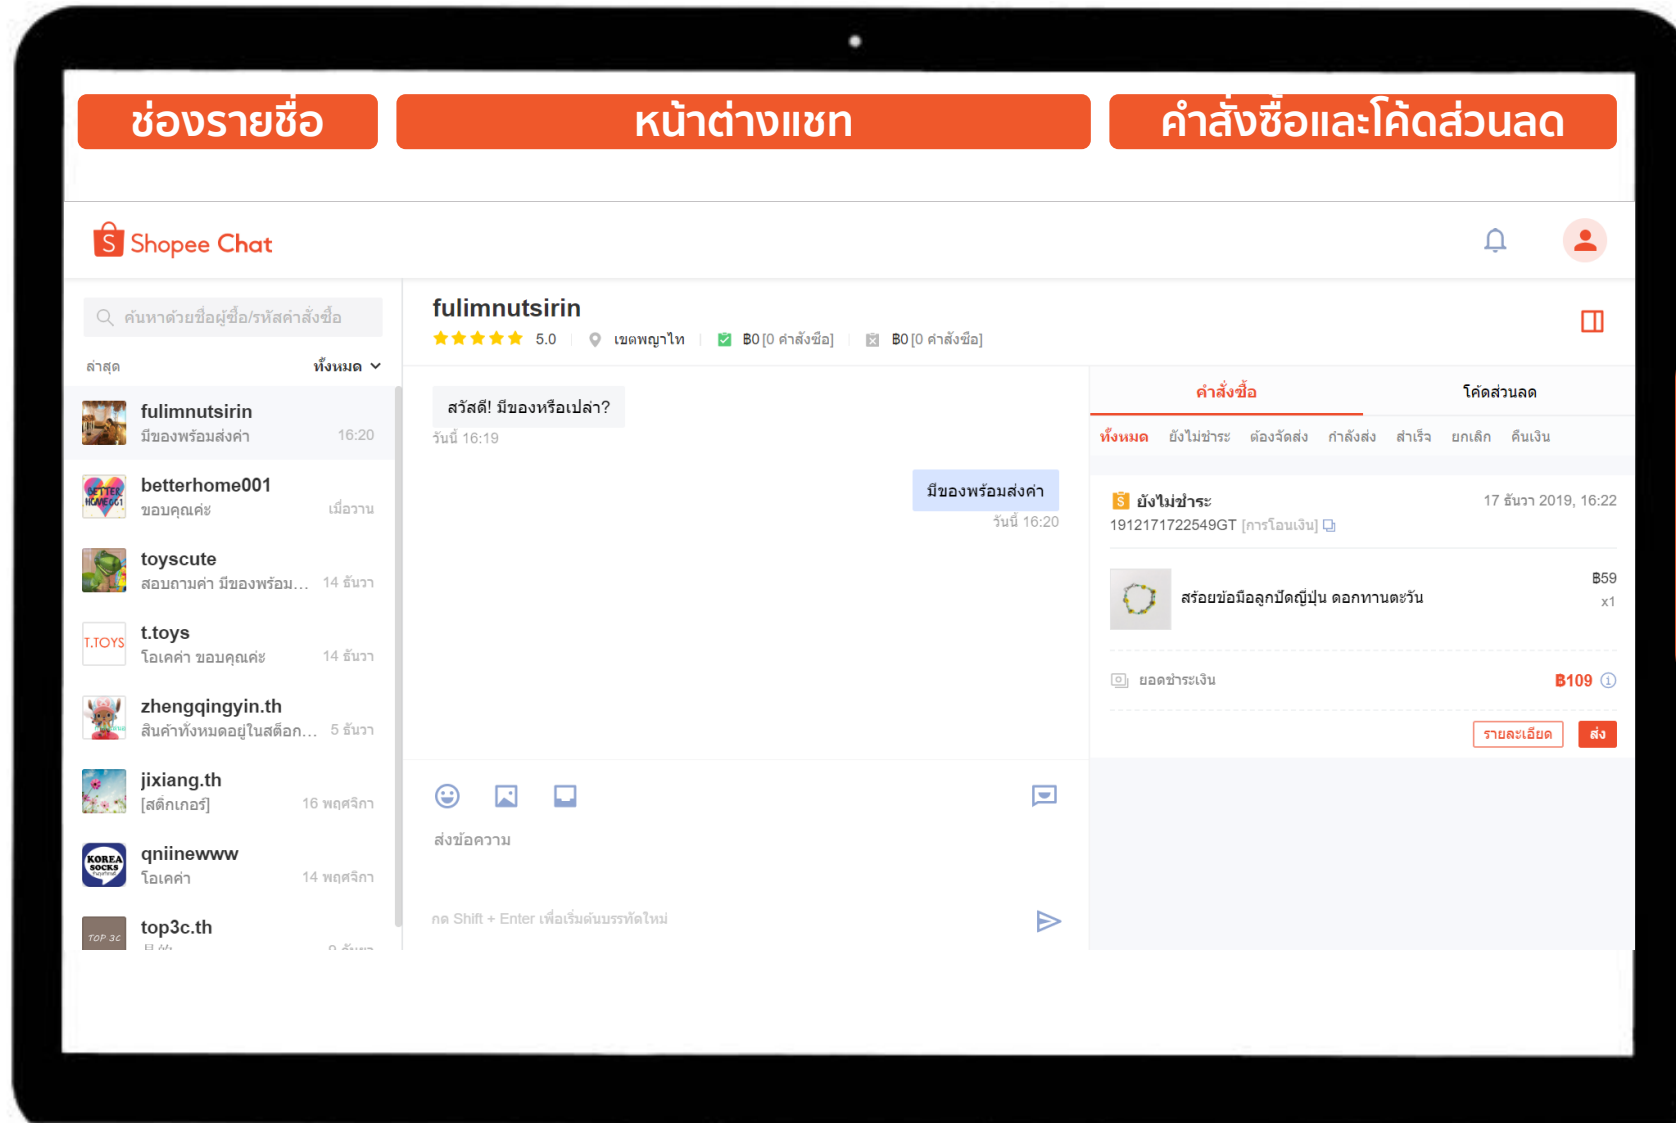 ช่องรายชื่อ
หน้าต่างแชท
คำสั่งซื้อและโค้ดส่วนลด
S Shopee Chat
ค้นหาด้วยชื่อผู้ซื้อ/รหัสคำสั่งซื้อ
ล่าสุด
ทั้งหมด
fulimnutsirin
มีของพร้อมส่งค่า
16:20
betterhome001
ขอบคุณค่ะ
เมื่อวาน
BETTER
HOME001
toyscute
สอบถามค่า มีของพร้อม...
14 ธันวา
T.TOYS
t.toys
โอเคค่า ขอบคุณค่ะ
14 ธันวา
zhengqingyin.th
สินค้าทั้งหมดอยู่ในสต็อก...
5 ธันวา
jixiang.th
[สติ๊กเกอร์]
16 พฤศจิกา
KOREA
SOCKS
qniinewww
โอเคค่า
14 พฤศจิกา
TOP 3C
top3c.th
fulimnutsirin
5.0
เขตพญาไท
฿0 [0 คำสั่งซื้อ]
฿0 [0 คำสั่งซื้อ]
สวัสดี! มีของหรือเปล่า?
วันนี้ 16:19
มีของพร้อมส่งค่า
วันนี้ 16:20
ส่งข้อความ
กด Shift + Enter เพื่อเริ่มต้นบรรทัดใหม่
คำสั่งซื้อ
โค้ดส่วนลด
ทั้งหมด ยังไม่ชำระ ต้องจัดส่ง กำลังส่ง สำเร็จ ยกเลิก คืนเงิน
S ยังไม่ชำระ
17 ธันวา 2019, 16:22
1912171722549GT [การโอนเงิน]
สร้อยข้อมือลูกปัดญี่ปุ่น ดอกทานตะวัน
฿59
x1
ยอดชำระเงิน
฿109
รายละเอียด
ส่ง